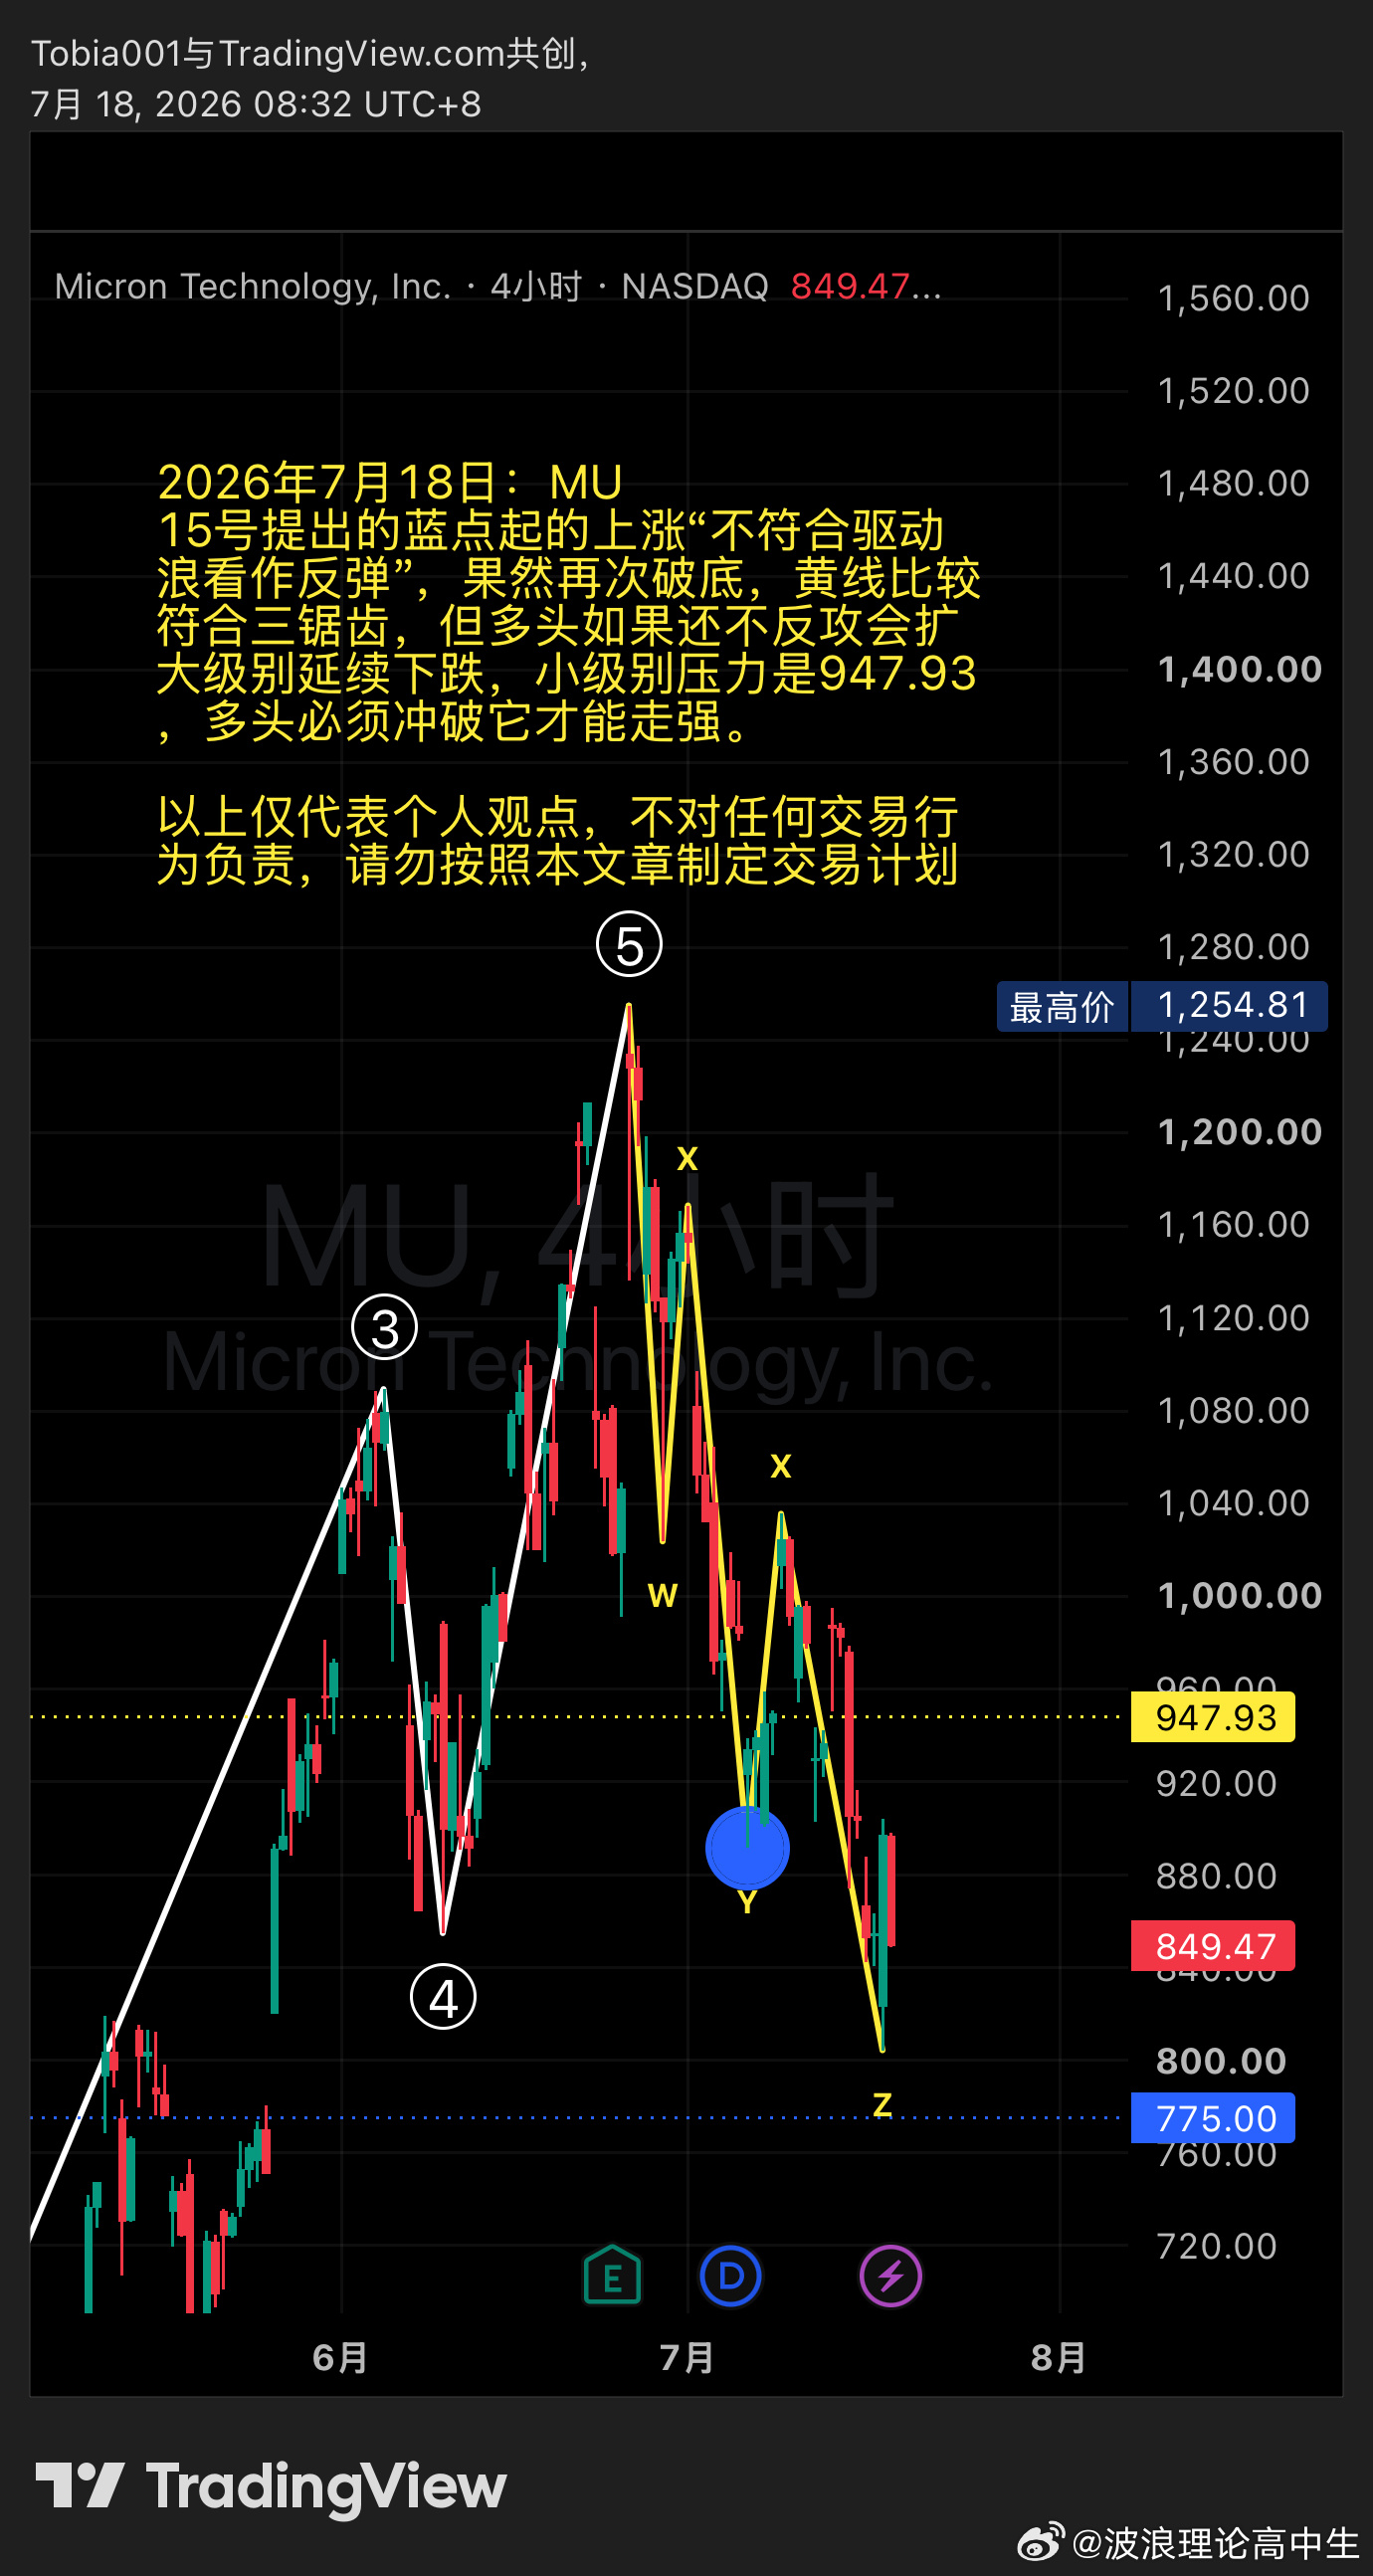 Tobia001与TradingView.com共创,
7月 18, 2026 08:32 UTC+8
Micron Technology, Inc. · 4小时 · NASDAQ 849.47...
2026年7月18日：MU
15号提出的蓝点起的上涨“不符合驱动
浪看作反弹”，果然再次破底，黄线比较
符合三锯齿，但多头如果还不反攻会扩
大级别延续下跌，小级别压力是947.93
，多头必须冲破它才能走强。
以上仅代表个人观点，不对任何交易行
为负责，请勿按照本文章制定交易计划
1,560.00
1,520.00
1,480.00
1,440.00
1,400.00
1,360.00
1,320.00
1,280.00
最高价 1,254.81
1,240.00
1,200.00
1,160.00
1,120.00
1,080.00
1,040.00
1,000.00
960.00
947.93
920.00
880.00
849.47
840.00
800.00
775.00
760.00
720.00
⑤
X
MU, 4小时
Micron Technology, Inc.
③
X
W
Y
④
Z
E D
6月 7月 8月
TradingView
@波浪理论高中生